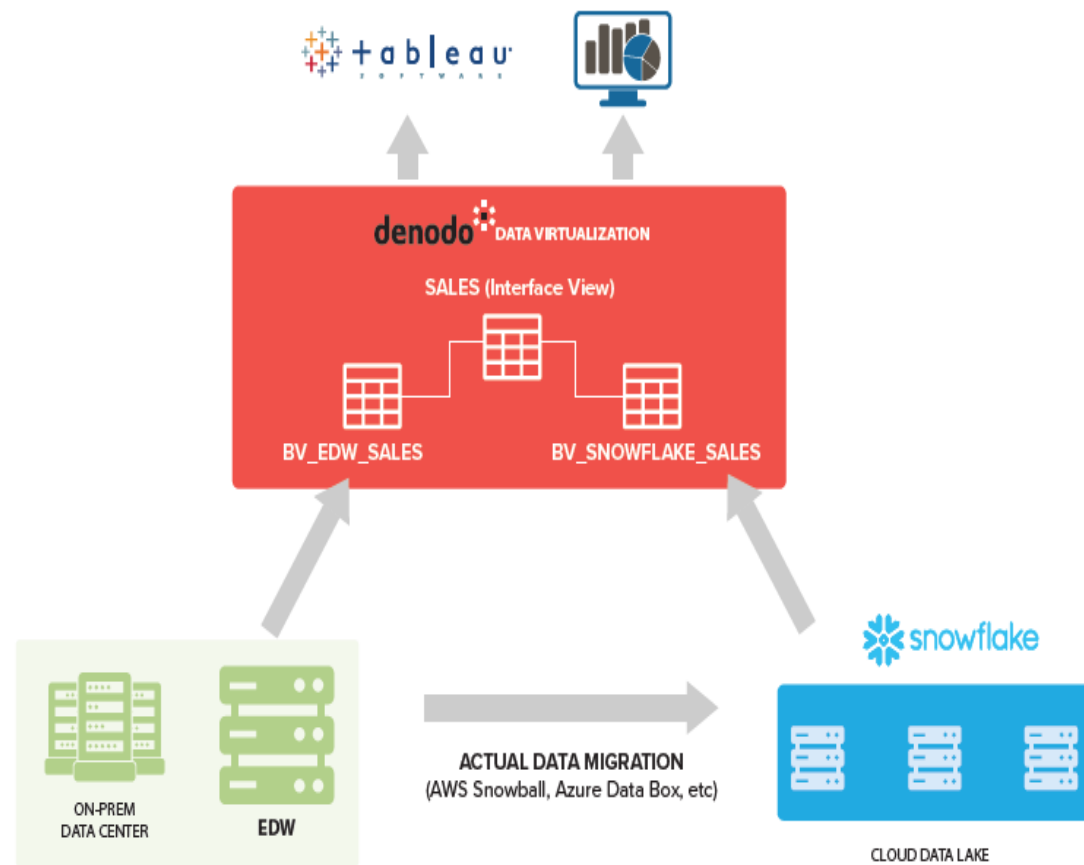 +ableau
SOFTWARE
denodo DATA VIRTUALIZATION
SALES (Interface View)
BV_EDW_SALES
BV_SNOWFLAKE_SALES
snowflake
ACTUAL DATA MIGRATION
(AWS Snowball, Azure Data Box, etc)
ON-PREM
DATA CENTER
EDW
CLOUD DATA LAKE